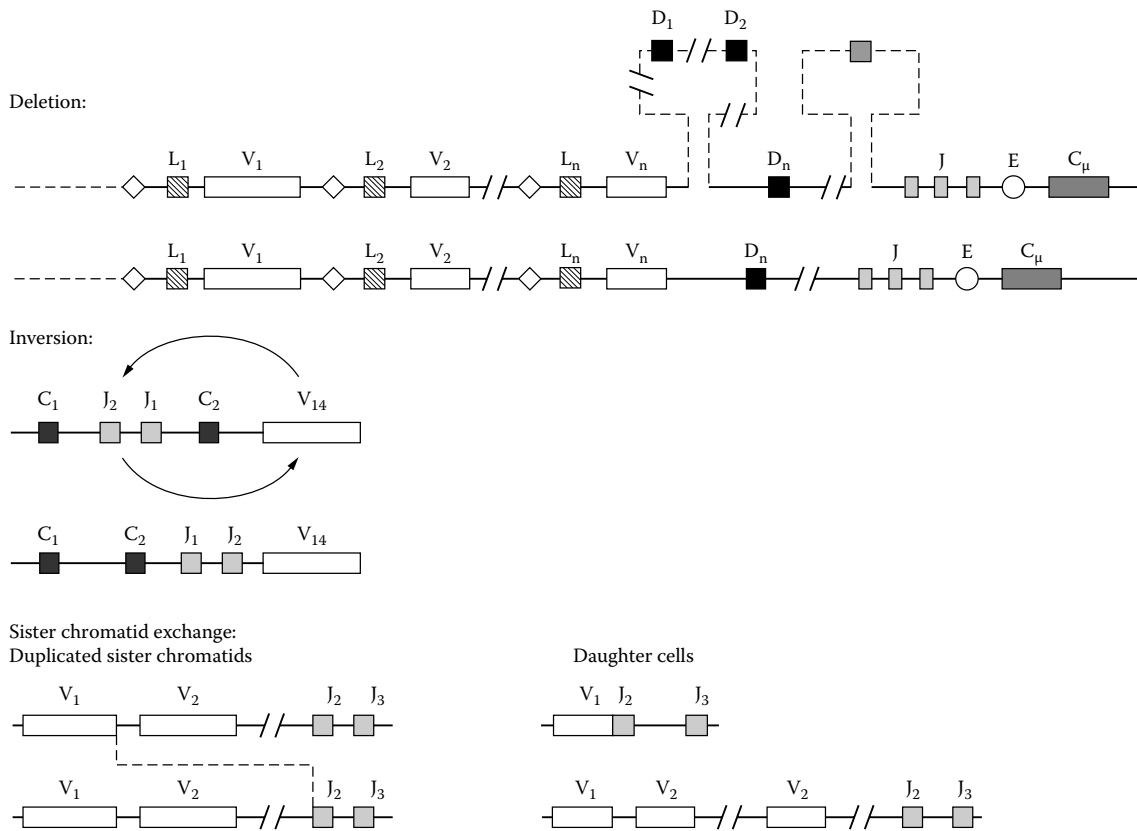 D₁ D₂
Deletion:
L₁ V₁ L₂ V₂ Lₙ Vₙ Dₙ J E Cμ
L₁ V₁ L₂ V₂ Lₙ Vₙ Dₙ J E Cμ
Inversion:
C₁ J₂ J₁ C₂ V₁₄
C₁ C₂ J₁ J₂ V₁₄
Sister chromatid exchange:
Duplicated sister chromatids Daughter cells
V₁ V₂ J₂ J₃ V₁ J₂ J₃
V₁ V₂ J₂ J₃ V₁ V₂ V₂ J₂ J₃